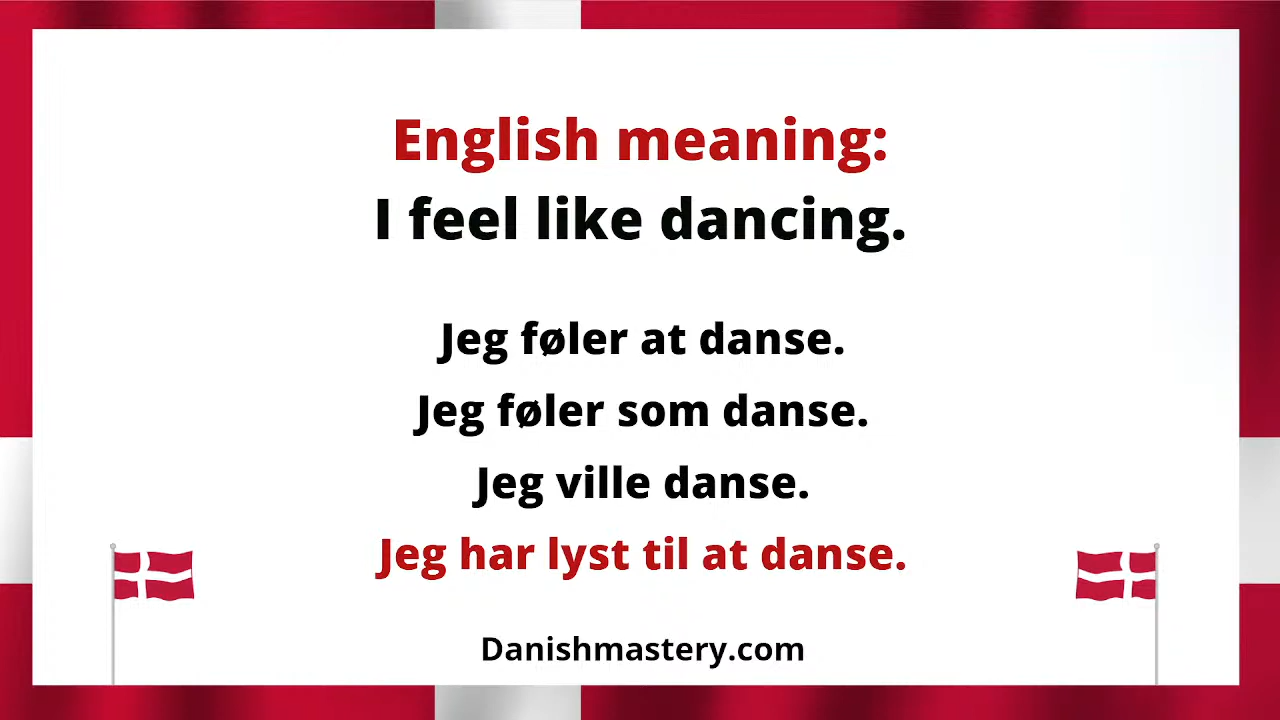 English meaning:
I feel like dancing.
Jeg føler at danse.
Jeg føler som danse.
Jeg ville danse.
Jeg har lyst til at danse.
Danishmastery.com